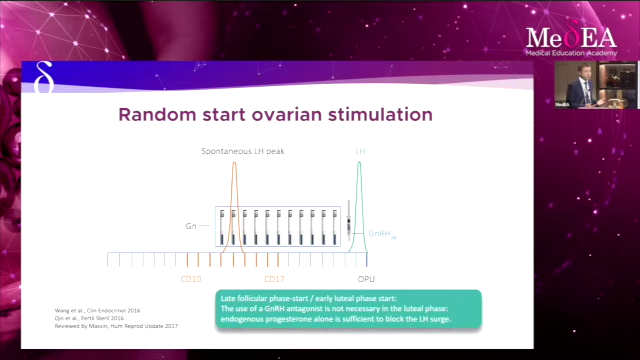 MedEA
Medical Education Academy
MedEA
δ
Random start ovarian stimulation
Spontaneous LH peak
LH
Gn
GnRH
CD10
CD17
OPU
Late follicular phase-start / early luteal phase start:
The use of a GnRH antagonist is not necessary in the luteal phase:
endogenous progesterone alone is sufficient to block the LH surge.
Wang et al., Clin Endocrinol 2016
Qin et al., Fertil Steril 2016
Reviewed by Massin, Hum Reprod Update 2017